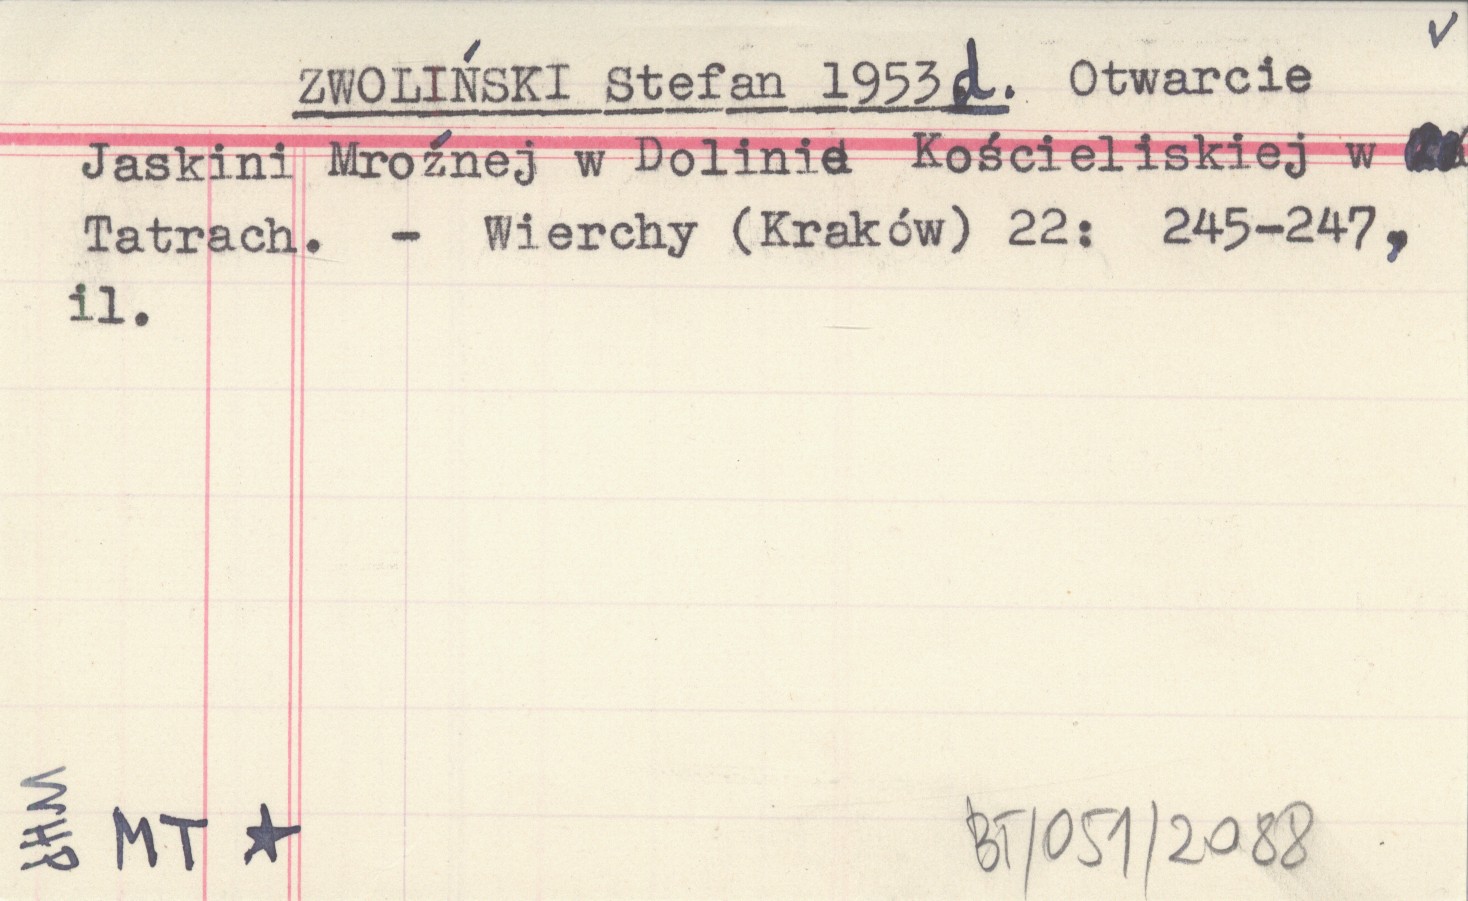 ZWOLIŃSKI Stefan 1953d. Otwarcie
Jaskini Mroźnej w Dolinie Kościeliskiej w
Tatrach. - Wierchy (Kraków) 22: 245-247,
il.
MT ★
BT/051/2088